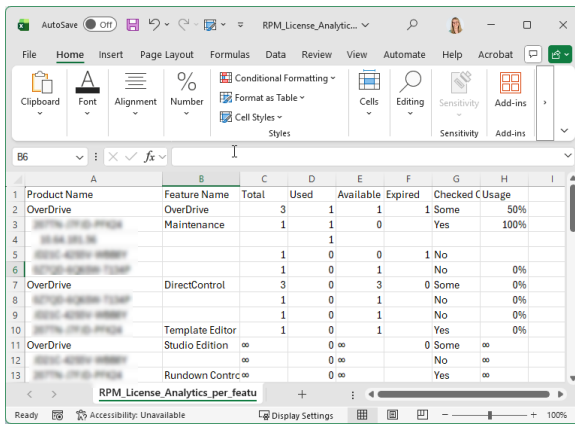 AutoSave Off RPM_License_Analytic...
File Home Insert Page Layout Formulas Data Review View Automate Help Acrobat
Clipboard Font Alignment Number Conditional Formatting Format as Table Cell Styles Cells Editing Sensitivity Add-ins
Styles Sensitivity Add-ins
B6 fx
A B C D E F G H I
1 Product Name Feature Name Total Used Available Expired Checked C Usage
2 OverDrive OverDrive 3 1 1 1 Some 50%
3 Maintenance 1 1 0 Yes 100%
4 1
5 1 0 0 1 No
6 1 0 1 No 0%
7 OverDrive DirectControl 3 0 3 0 Some 0%
8 1 0 1 No 0%
9 1 0 1 No 0%
10 Template Editor 1 0 1 Yes 0%
11 OverDrive Studio Edition ∞ 0 ∞ 0 Some ∞
12 ∞ 0 ∞ No ∞
13 Rundown Contro ∞ 0 ∞ Yes ∞
RPM_License_Analytics_per_featu
Ready Accessibility: Unavailable Display Settings 100%